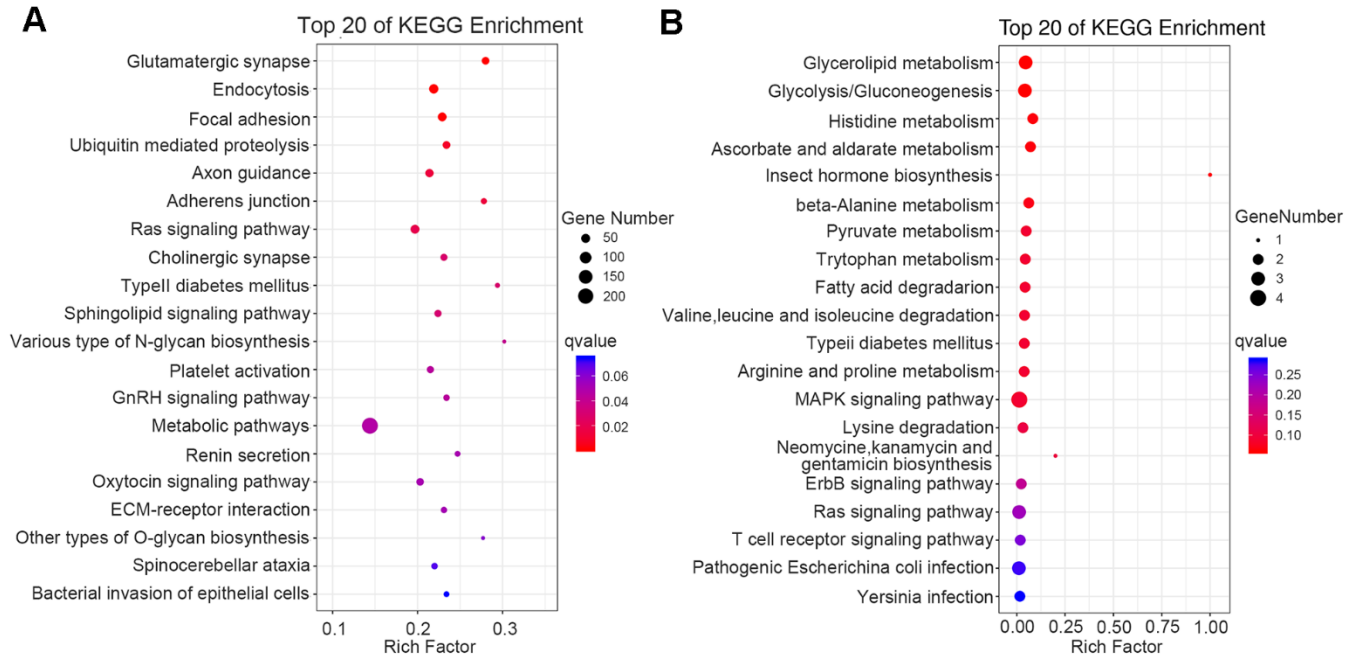 A
Top 20 of KEGG Enrichment
Glutamatergic synapse
Endocytosis
Focal adhesion
Ubiquitin mediated proteolysis
Axon guidance
Adherens junction
Ras signaling pathway
Cholinergic synapse
TypeII diabetes mellitus
Sphingolipid signaling pathway
Various type of N-glycan biosynthesis
Platelet activation
GnRH signaling pathway
Metabolic pathways
Renin secretion
Oxytocin signaling pathway
ECM-receptor interaction
Other types of O-glycan biosynthesis
Spinocerebellar ataxia
Bacterial invasion of epithelial cells
0.1 0.2 0.3
Rich Factor
Gene Number
50
100
150
200
qvalue
0.06
0.04
0.02
B
Top 20 of KEGG Enrichment
Glycerolipid metabolism
Glycolysis/Gluconeogenesis
Histidine metabolism
Ascorbate and aldarate metabolism
Insect hormone biosynthesis
beta-Alanine metabolism
Pyruvate metabolism
Trytophan metabolism
Fatty acid degradarion
Valine,leucine and isoleucine degradation
Typeii diabetes mellitus
Arginine and proline metabolism
MAPK signaling pathway
Lysine degradation
Neomycine,kanamycin and
gentamicin biosynthesis
ErbB signaling pathway
Ras signaling pathway
T cell receptor signaling pathway
Pathogenic Escherichina coli infection
Yersinia infection
0.00 0.25 0.50 0.75 1.00
Rich Factor
GeneNumber
1
2
3
4
qvalue
0.25
0.20
0.15
0.10